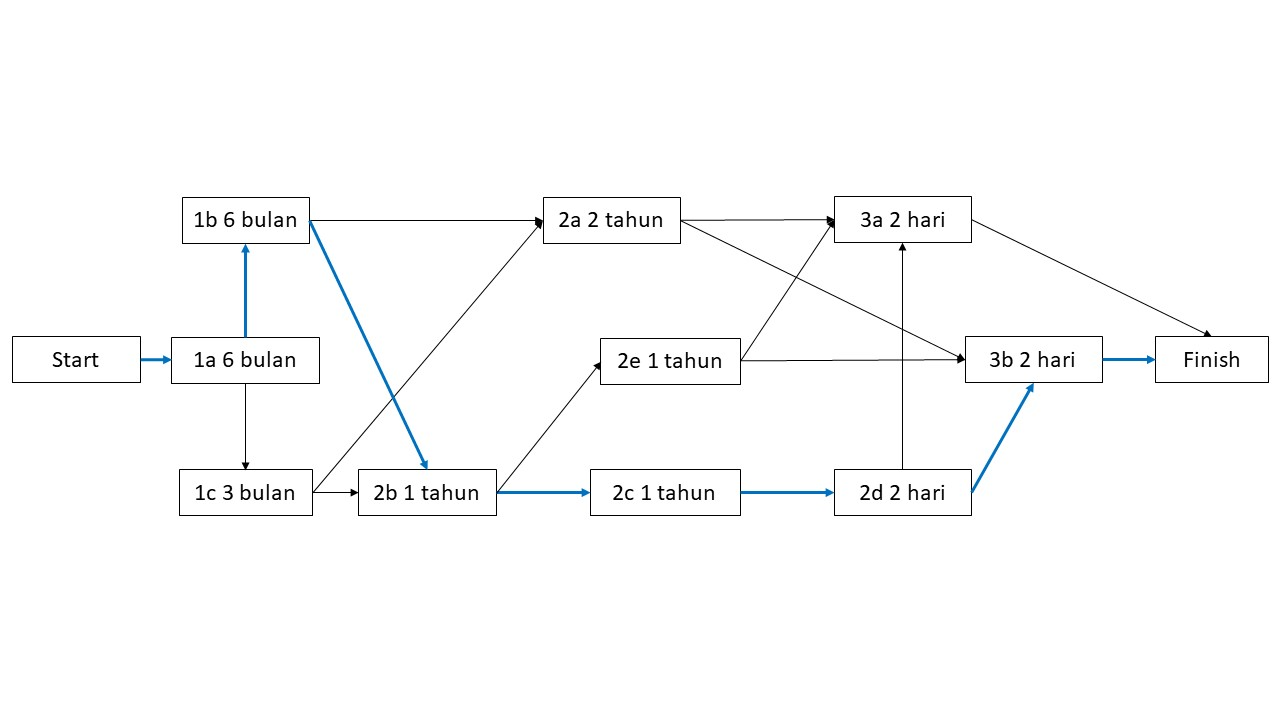 1b 6 bulan
2a 2 tahun
3a 2 hari
Start
1a 6 bulan
2e 1 tahun
3b 2 hari
Finish
1c 3 bulan
2b 1 tahun
2c 1 tahun
2d 2 hari